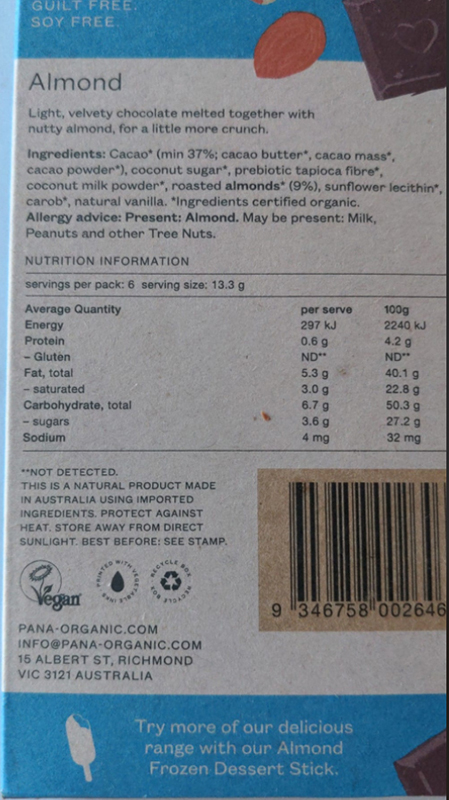 GUILT FREE.
SOY FREE.
Almond
Light, velvety chocolate melted together with
nutty almond, for a little more crunch.
Ingredients: Cacao* (min 37%; cacao butter*, cacao mass*,
cacao powder*), coconut sugar*, prebiotic tapioca fibre*,
coconut milk powder*, roasted almonds* (9%), sunflower lecithin*,
carob*, natural vanilla. *Ingredients certified organic.
Allergy advice: Present: Almond. May be present: Milk,
Peanuts and other Tree Nuts.
NUTRITION INFORMATION
servings per pack: 6 serving size: 13.3 g
Average Quantity per serve 100g
Energy 297 kJ 2240 kJ
Protein 0.6 g 4.2 g
– Gluten ND** ND**
Fat, total 5.3 g 40.1 g
– saturated 3.0 g 22.8 g
Carbohydrate, total 6.7 g 50.3 g
– sugars 3.6 g 27.2 g
Sodium 4 mg 32 mg
**NOT DETECTED.
THIS IS A NATURAL PRODUCT MADE
IN AUSTRALIA USING IMPORTED
INGREDIENTS. PROTECT AGAINST
HEAT. STORE AWAY FROM DIRECT
SUNLIGHT. BEST BEFORE: SEE STAMP.
Vegan
PRINTED WITH VEGETABLE INKS
RECYCLE BOX RECYCLE BOX
9 346758 002646
PANA-ORGANIC.COM
INFO@PANA-ORGANIC.COM
15 ALBERT ST, RICHMOND
VIC 3121 AUSTRALIA
Try more of our delicious
range with our Almond
Frozen Dessert Stick.